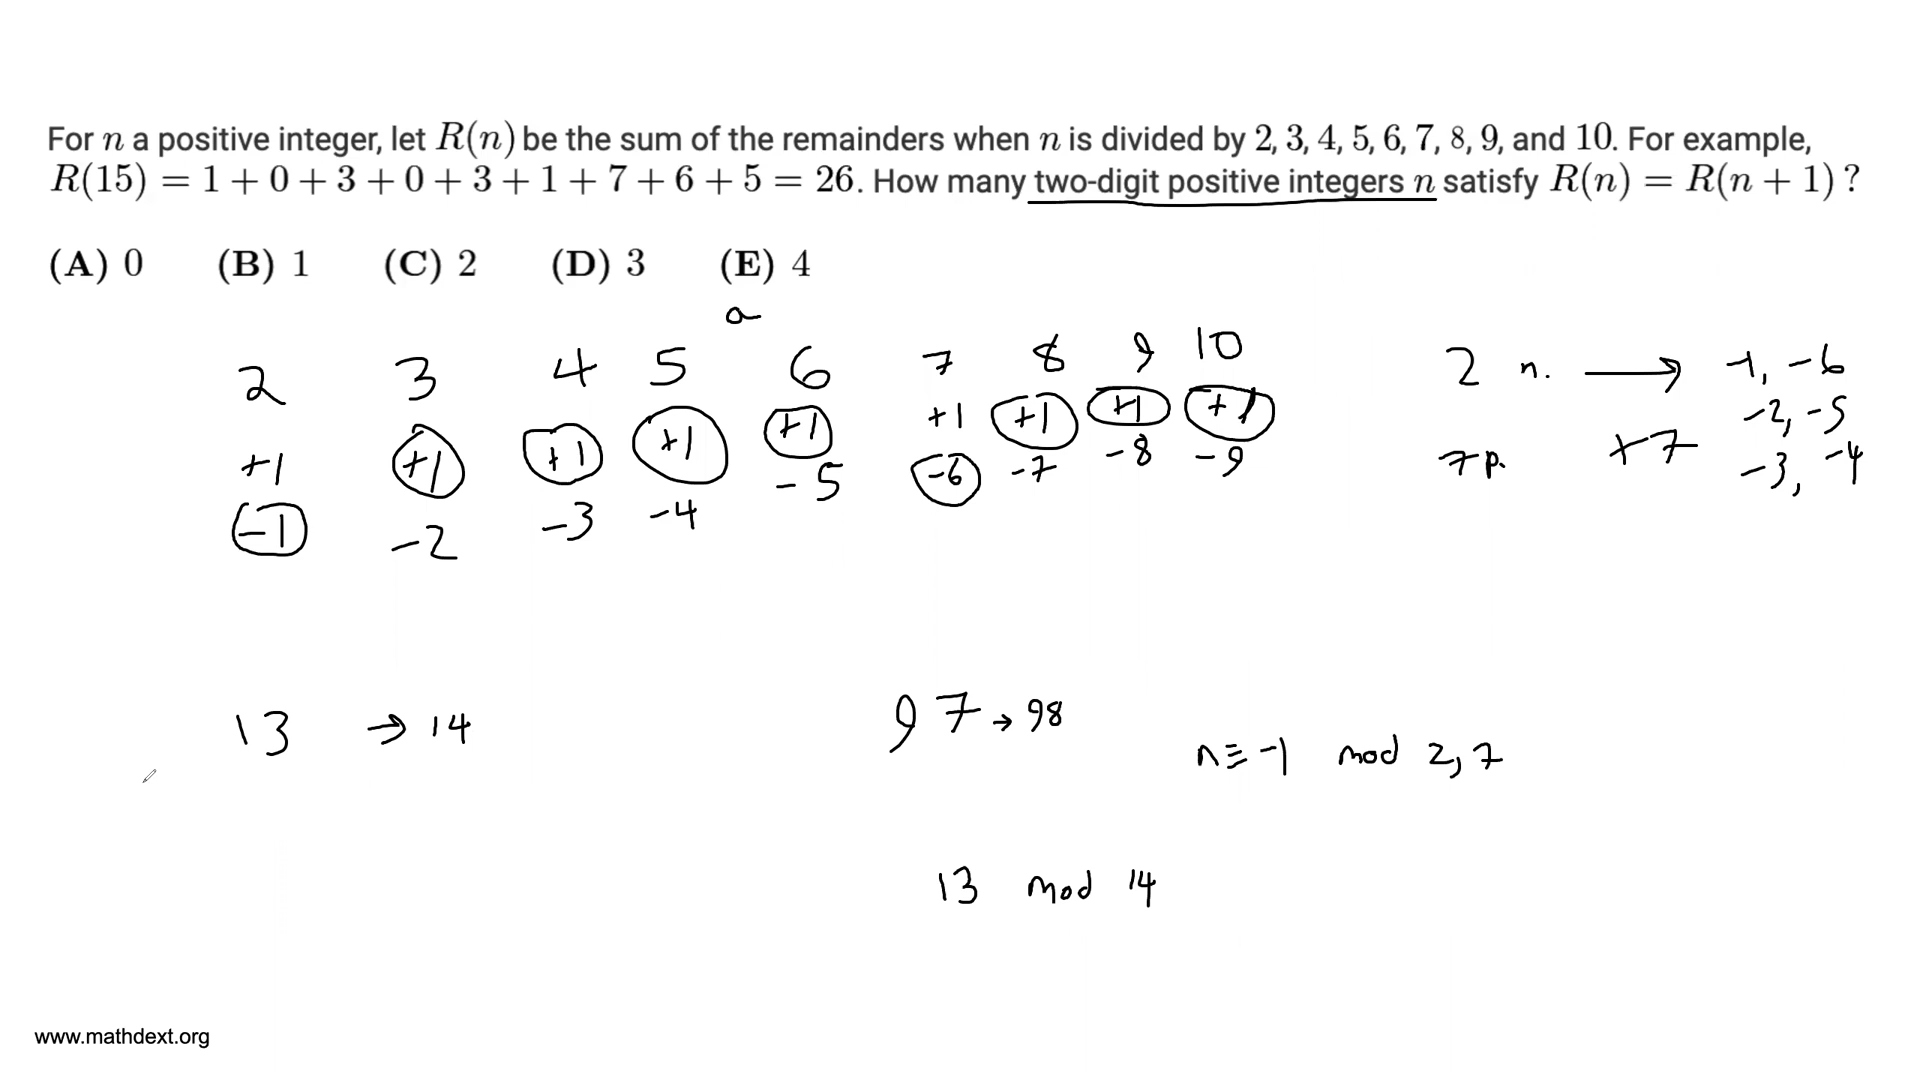 For n a positive integer, let R(n) be the sum of the remainders when n is divided by 2, 3, 4, 5, 6, 7, 8, 9, and 10. For example,
R(15) = 1 + 0 + 3 + 0 + 3 + 1 + 7 + 6 + 5 = 26. How many two-digit positive integers n satisfy R(n) = R(n + 1) ?
(A) 0 (B) 1 (C) 2 (D) 3 (E) 4
a
2 3 4 5 6 7 8 9 10
+1 +1 +1 +1 +1 +1 +1 +1 +1
-1 -2 -3 -4 -5 -6 -7 -8 -9
2 n. → -1, -6
-2, -5
7 p. +7 -3, -4
13 → 14
97 → 98
n ≡ -1 mod 2, 7
13 mod 14
www.mathdext.org